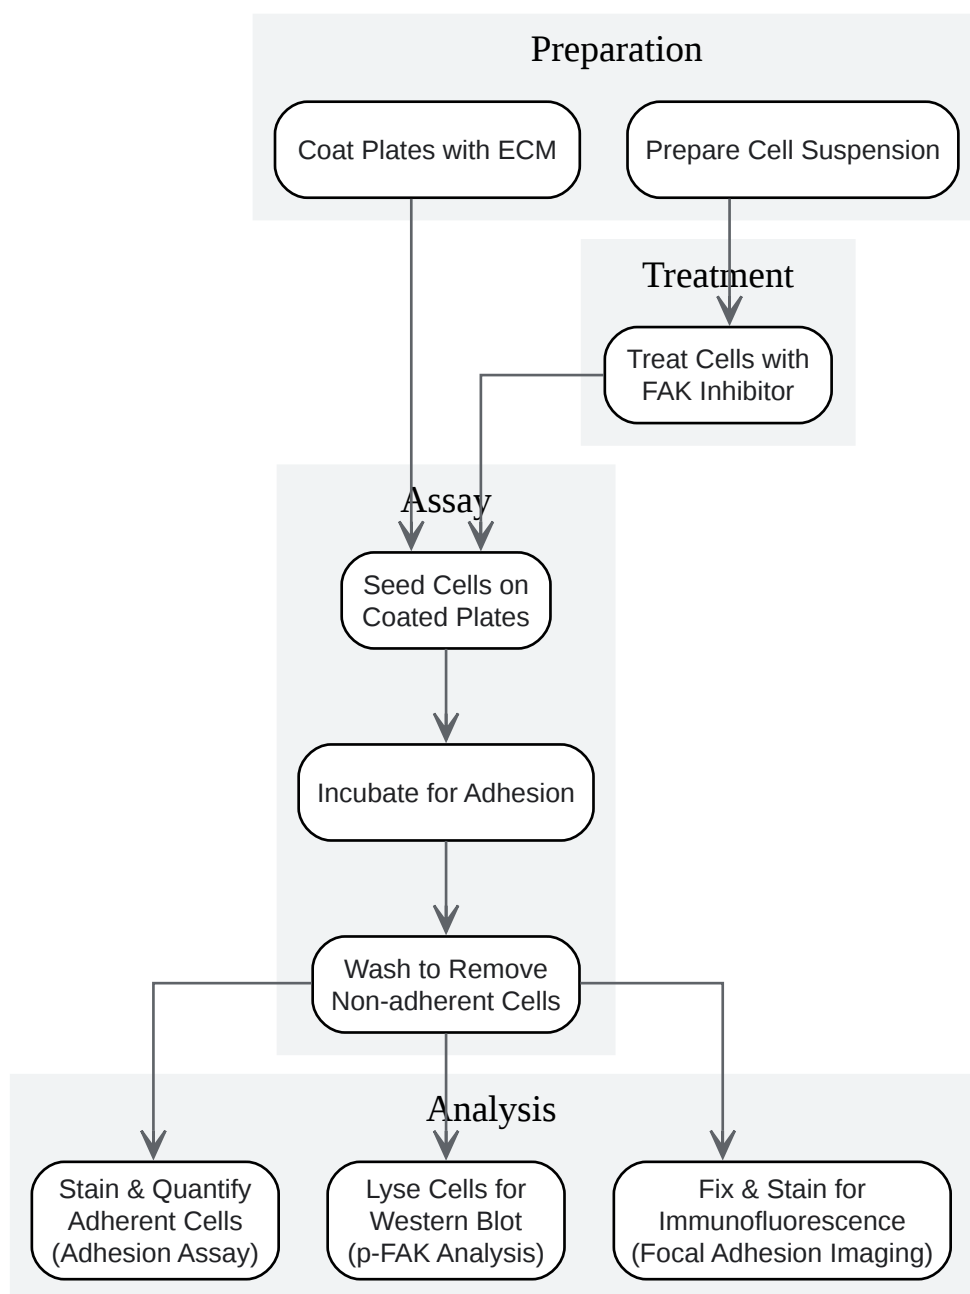 Preparation
Coat Plates with ECM
Prepare Cell Suspension
Treatment
Treat Cells with
FAK Inhibitor
Assay
Seed Cells on
Coated Plates
Incubate for Adhesion
Wash to Remove
Non-adherent Cells
Analysis
Stain & Quantify
Adherent Cells
(Adhesion Assay)
Lyse Cells for
Western Blot
(p-FAK Analysis)
Fix & Stain for
Immunofluorescence
(Focal Adhesion Imaging)